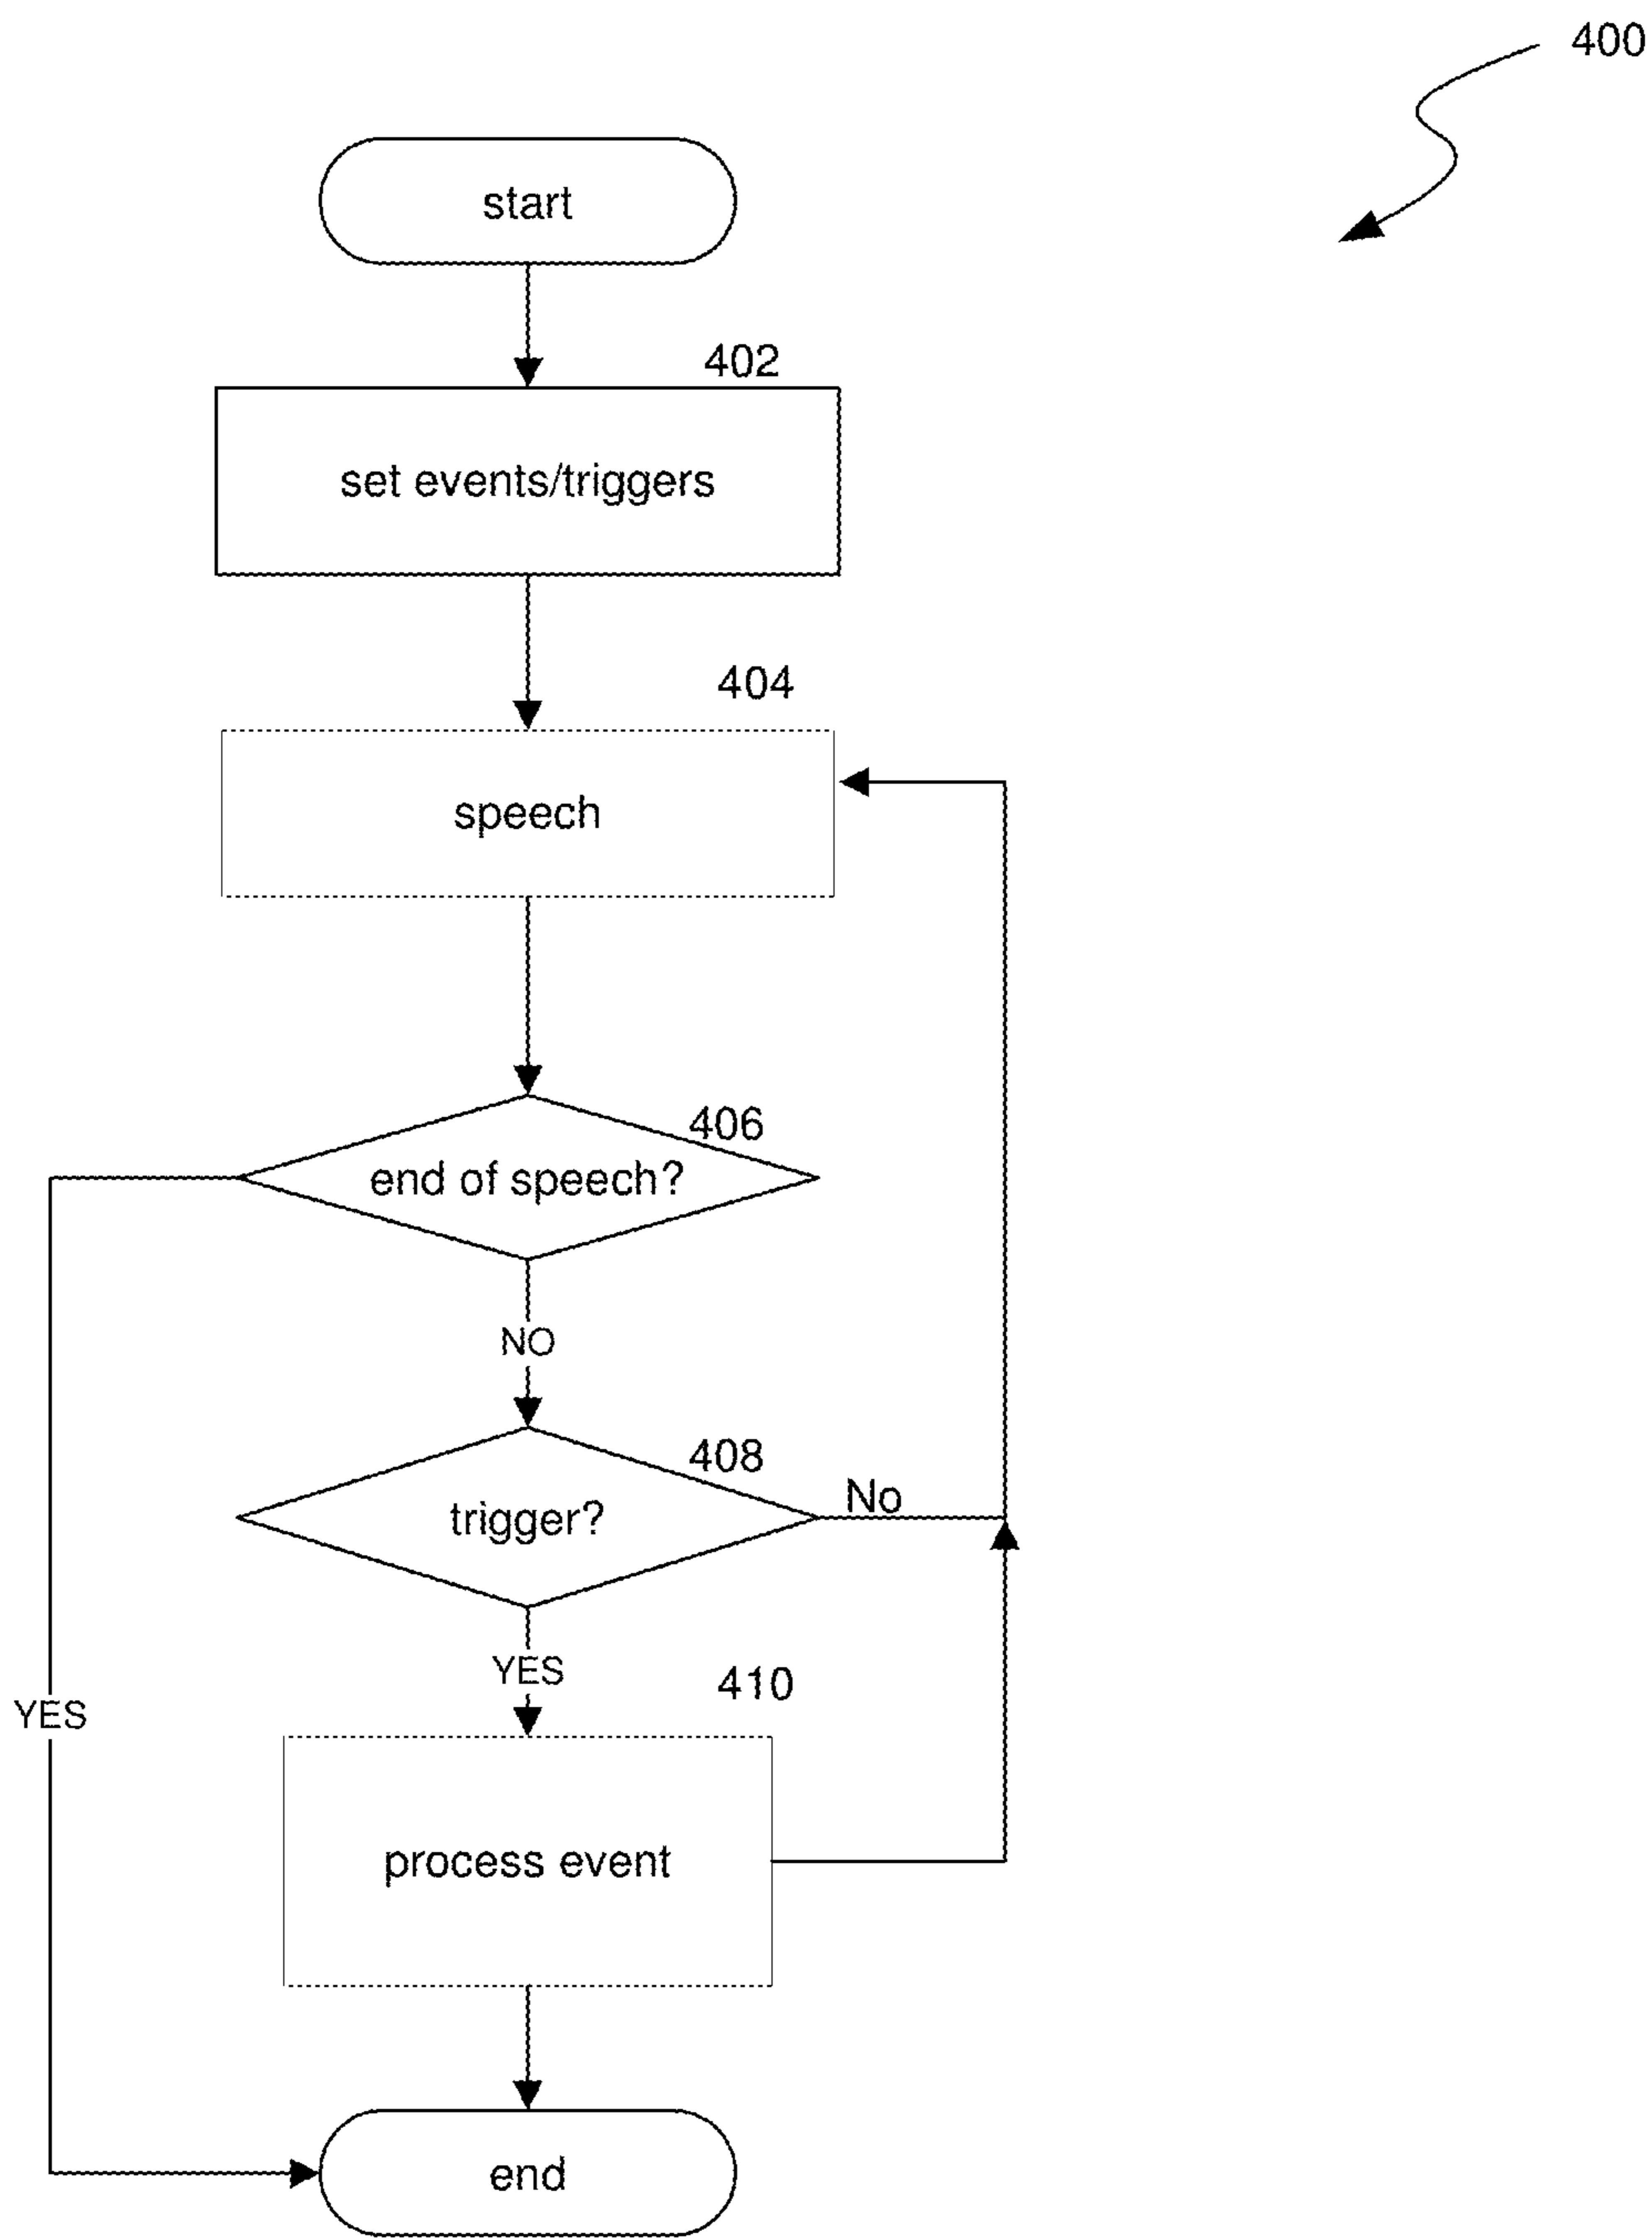 400
start
402
set events/triggers
404
speech
406
end of speech?
NO
408
trigger?
No
YES
410
YES
process event
end